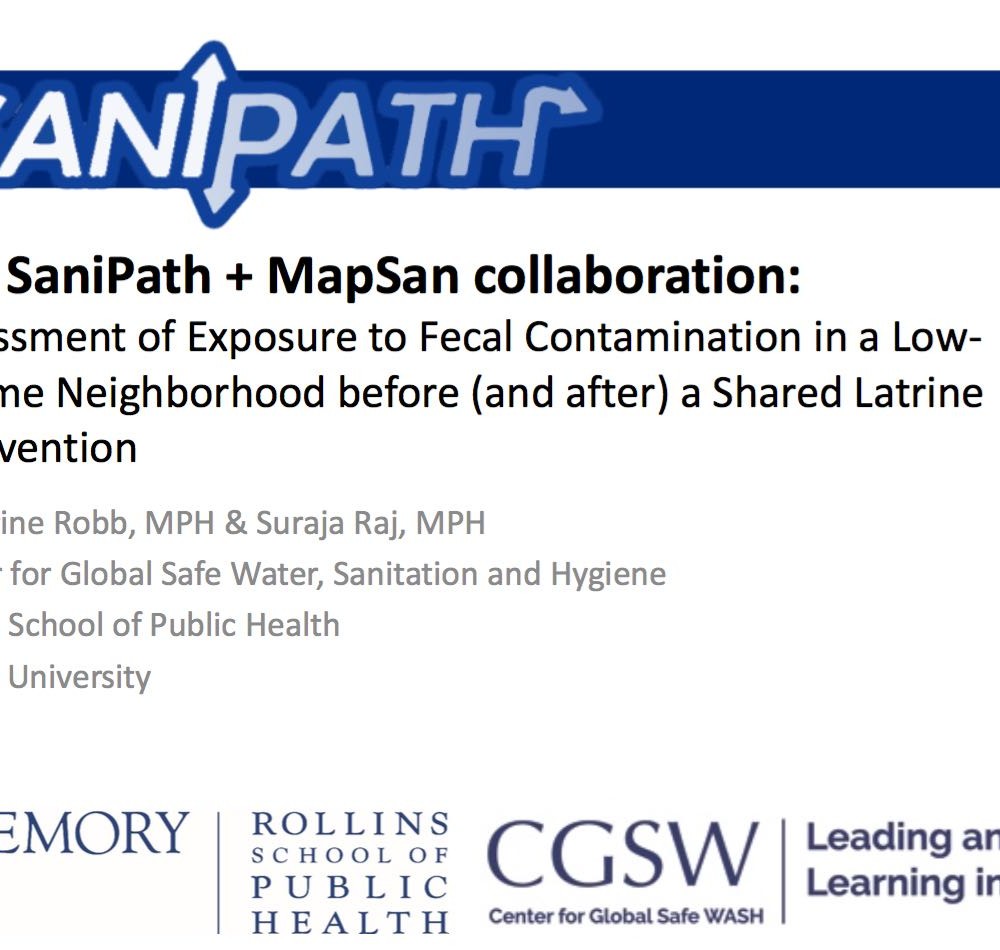 SANIPATH
SaniPath + MapSan collaboration:
ssment of Exposure to Fecal Contamination in a Low-
me Neighborhood before (and after) a Shared Latrine
vention
ine Robb, MPH & Suraja Raj, MPH
r for Global Safe Water, Sanitation and Hygiene
School of Public Health
University
EMORY
ROLLINS
SCHOOL OF
PUBLIC
HEALTH
CGSW
Center for Global Safe WASH
Leading an
Learning in